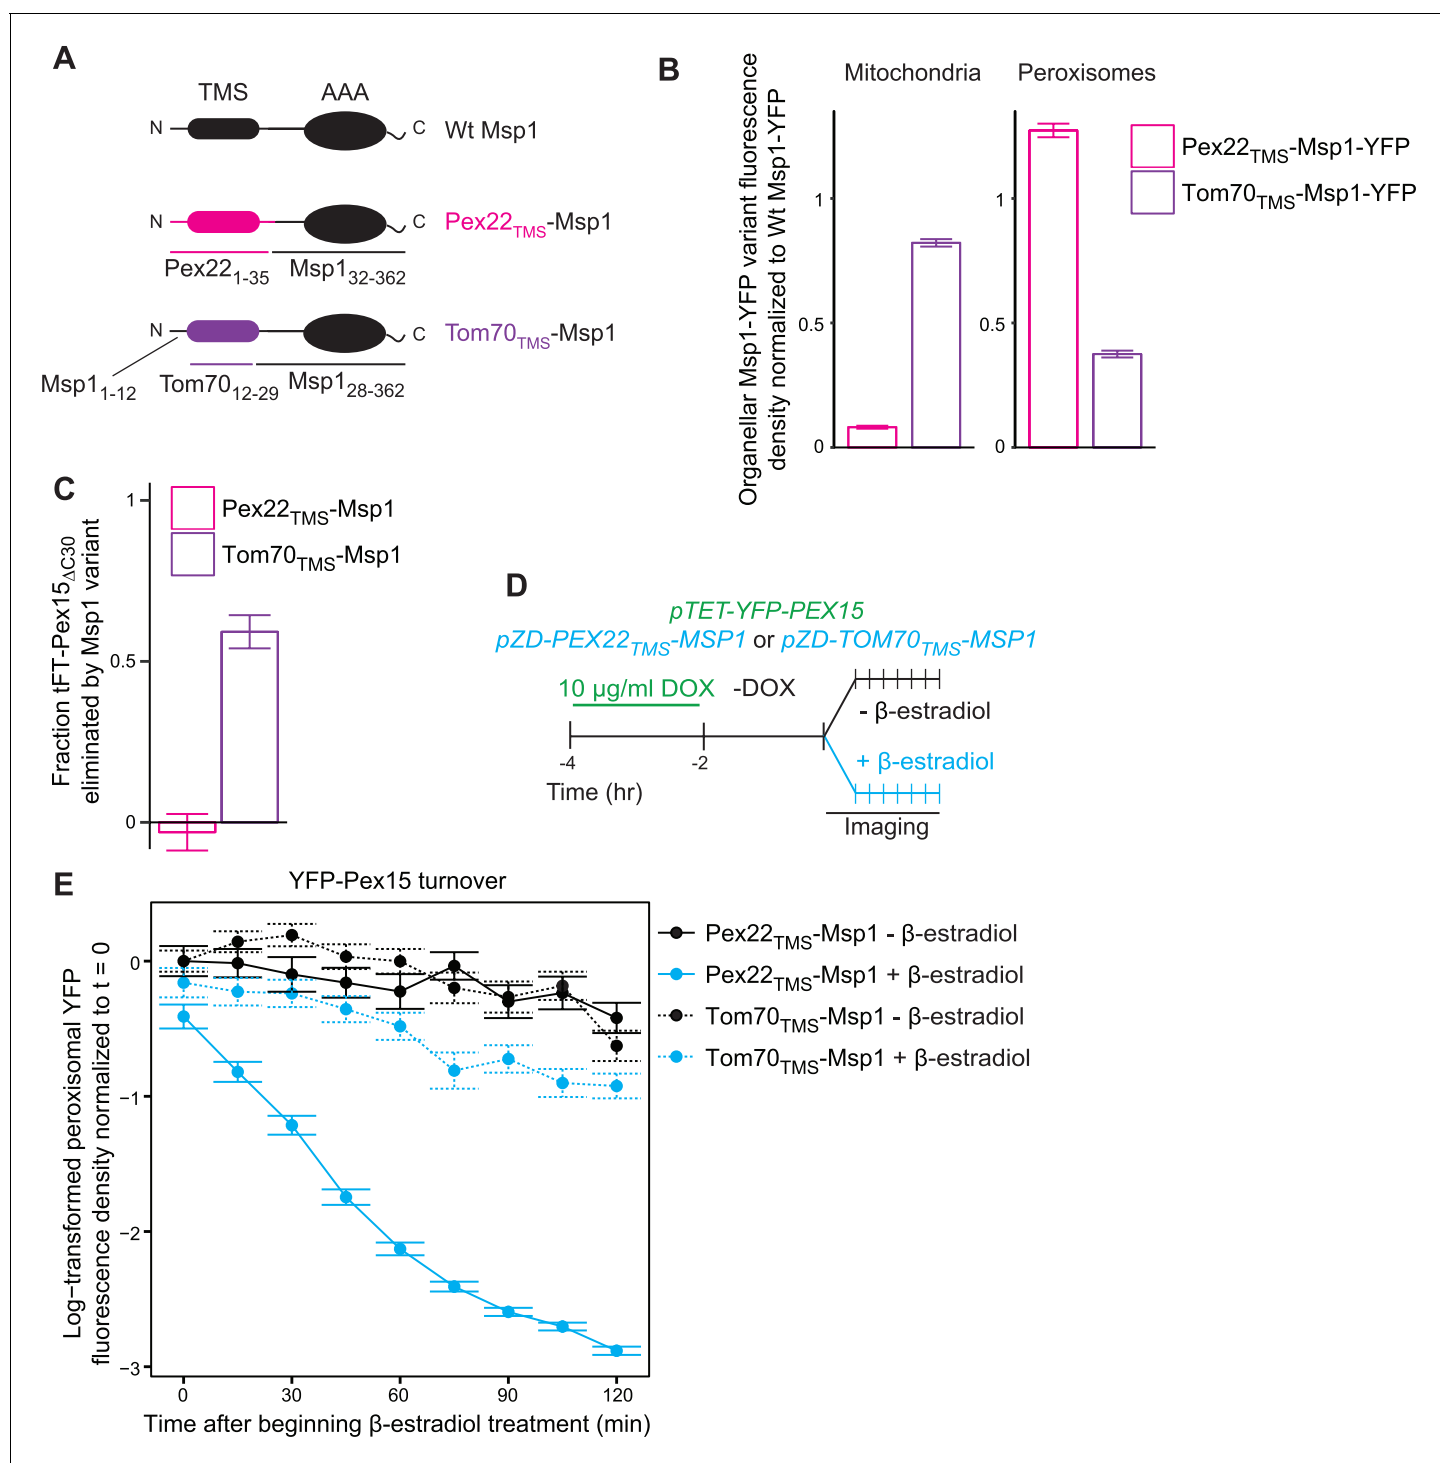 A
TMS AAA
N C Wt Msp1
N C Pex22TMS-Msp1
Pex221-35 Msp132-362
N C Tom70TMS-Msp1
Msp11-12 Tom7012-29 Msp128-362
B
Organellar Msp1-YFP variant fluorescence
density normalized to Wt Msp1-YFP
Mitochondria Peroxisomes
1 1
0.5 0.5
0 0
Pex22TMS-Msp1-YFP
Tom70TMS-Msp1-YFP
C
Fraction tFT-Pex15ΔC30
eliminated by Msp1 variant
1
0.5
0
Pex22TMS-Msp1
Tom70TMS-Msp1
D
pTET-YFP-PEX15
pZD-PEX22TMS-MSP1 or pZD-TOM70TMS-MSP1
10 µg/ml DOX -DOX
- β-estradiol
+ β-estradiol
-4 -2
Time (hr)
Imaging
E
YFP-Pex15 turnover
Log−transformed peroxisomal YFP
fluorescence density normalized to t = 0
0
−1
−2
−3
0 30 60 90 120
Time after beginning β-estradiol treatment (min)
Pex22TMS-Msp1 - β-estradiol
Pex22TMS-Msp1 + β-estradiol
Tom70TMS-Msp1 - β-estradiol
Tom70TMS-Msp1 + β-estradiol